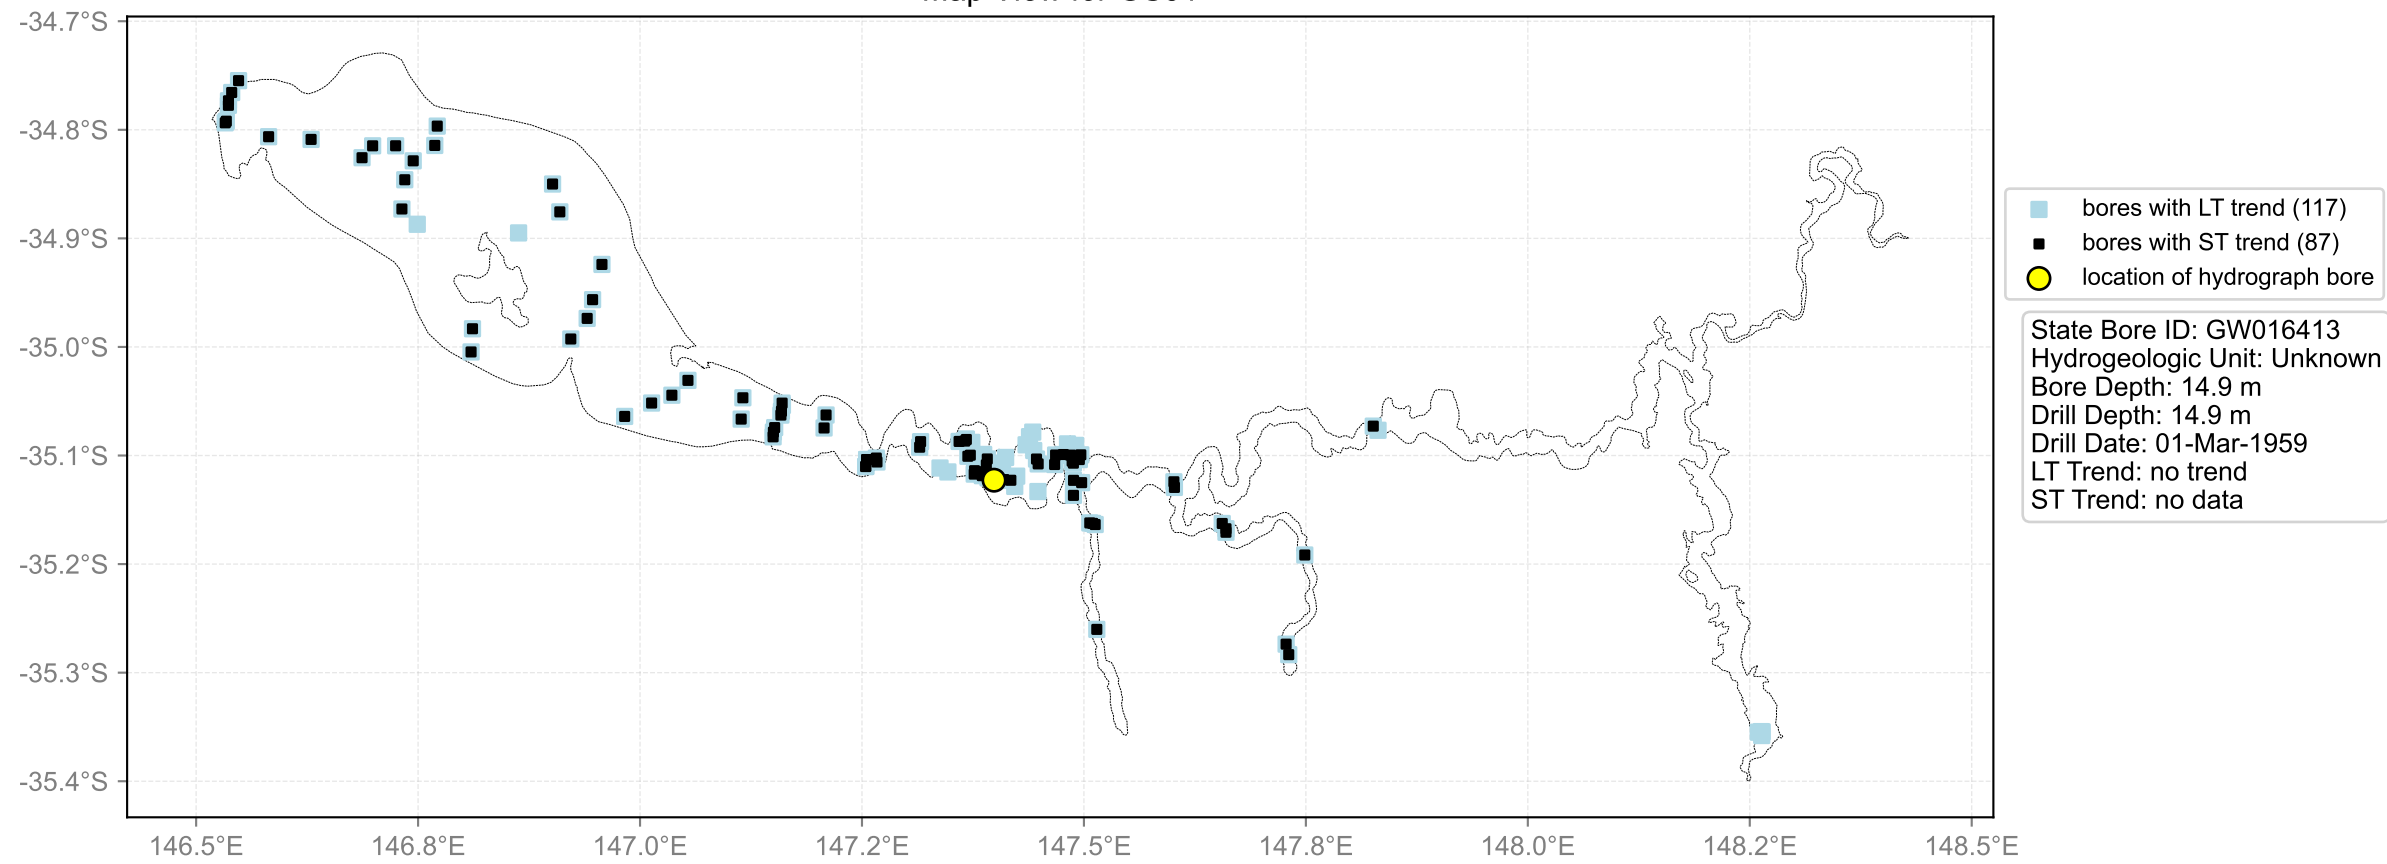 -34.7°S
-34.8°S
-34.9°S
-35.0°S
-35.1°S
-35.2°S
-35.3°S
-35.4°S
146.5°E
146.8°E
147.0°E
147.2°E
147.5°E
147.8°E
148.0°E
148.2°E
148.5°E
bores with LT trend (117)
bores with ST trend (87)
location of hydrograph bore
State Bore ID: GW016413
Hydrogeologic Unit: Unknown
Bore Depth: 14.9 m
Drill Depth: 14.9 m
Drill Date: 01-Mar-1959
LT Trend: no trend
ST Trend: no data